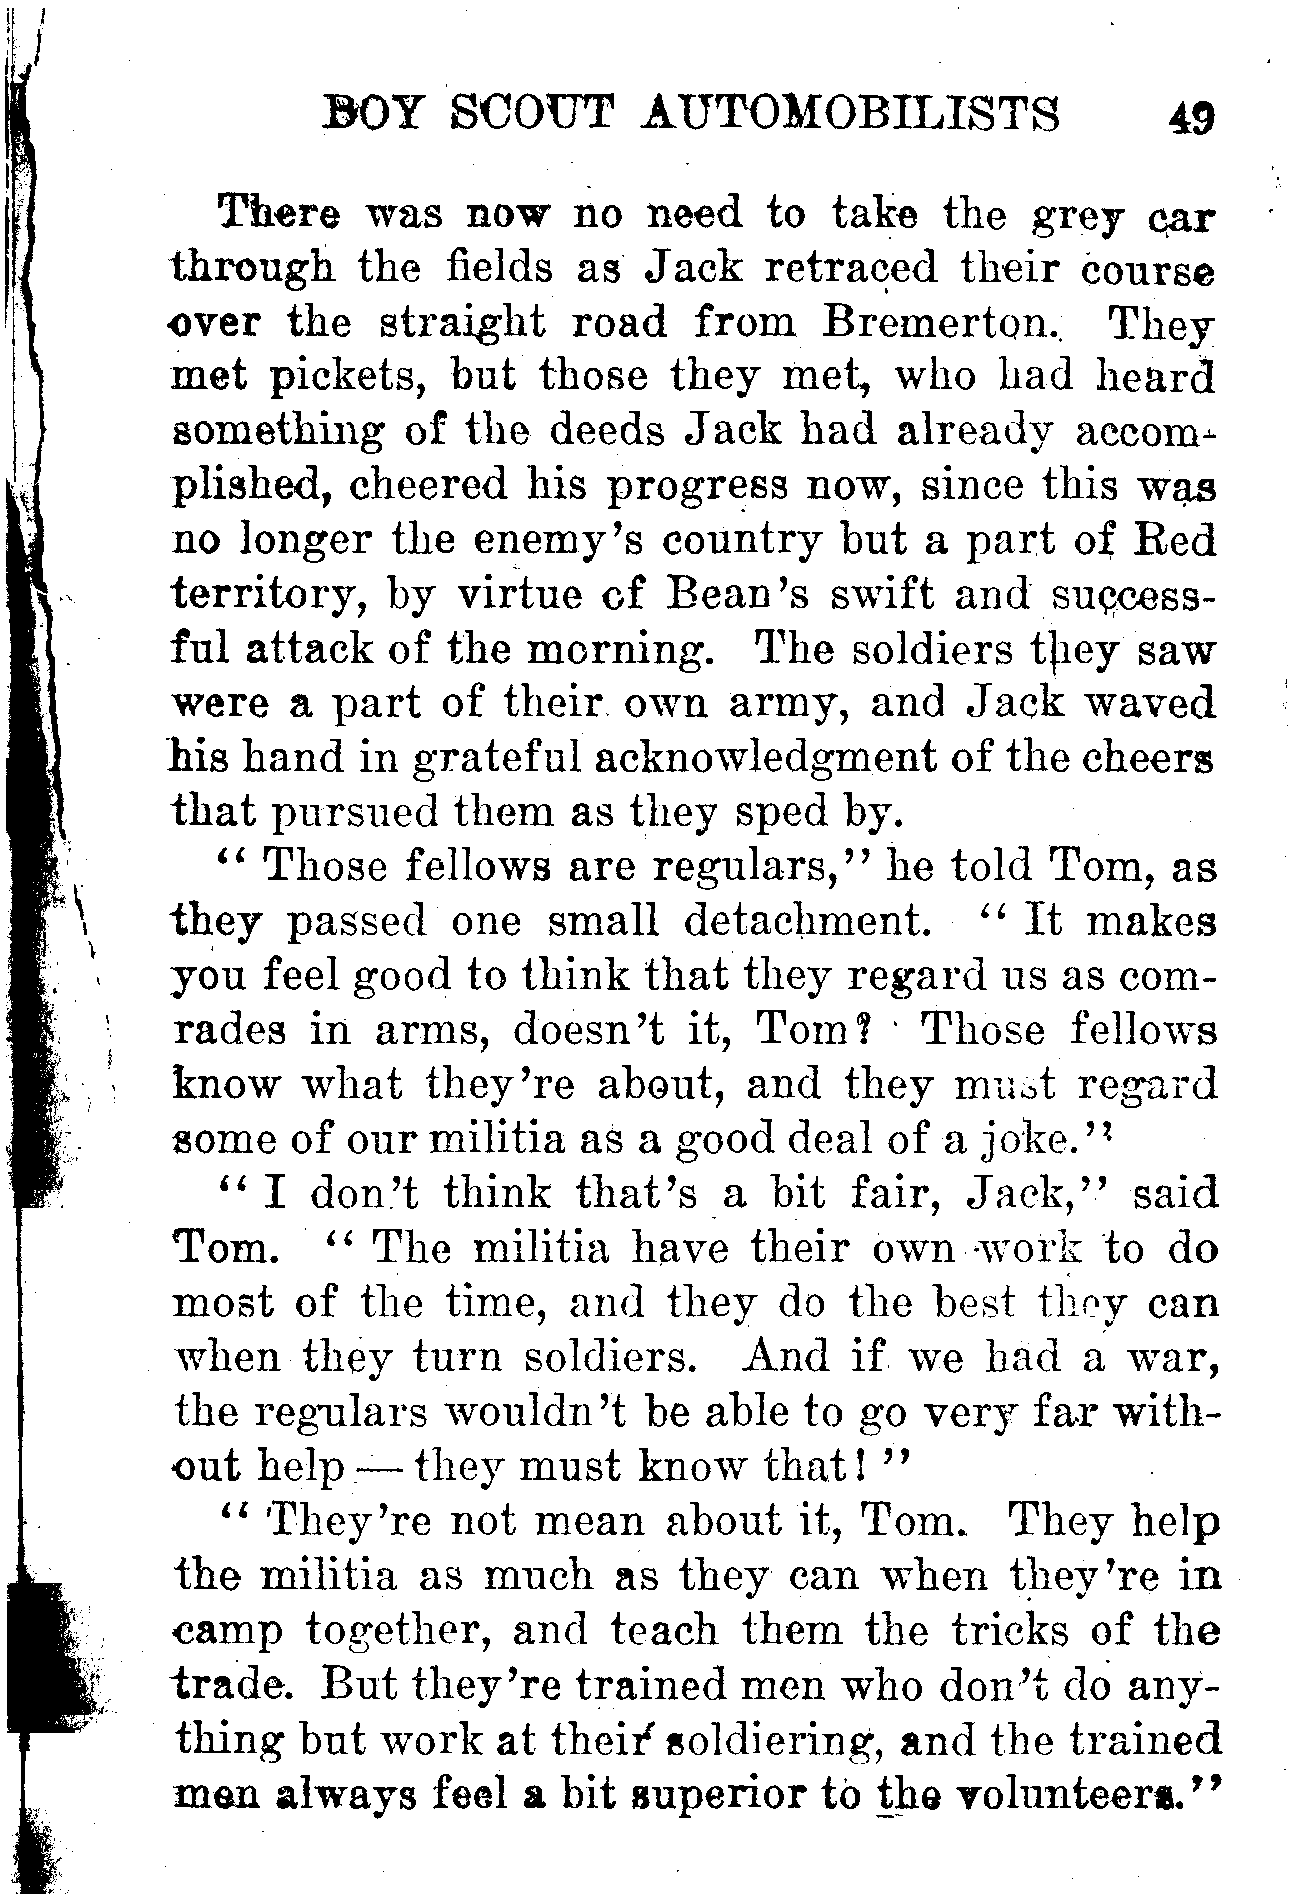 BOY SCOUT AUTOMOBILISTS 49
There was now no need to take the grey car
through the fields as Jack retraced their course
over the straight road from Bremerton. They
met pickets, but those they met, who had heard
something of the deeds Jack had already accom-
plished, cheered his progress now, since this was
no longer the enemy's country but a part of Red
territory, by virtue of Bean's swift and success-
ful attack of the morning. The soldiers they saw
were a part of their own army, and Jack waved
his hand in grateful acknowledgment of the cheers
that pursued them as they sped by.
"Those fellows are regulars," he told Tom, as
they passed one small detachment. "It makes
you feel good to think that they regard us as com-
rades in arms, doesn't it, Tom? Those fellows
know what they're about, and they must regard
some of our militia as a good deal of a joke."
"I don't think that's a bit fair, Jack," said
Tom. "The militia have their own work to do
most of the time, and they do the best they can
when they turn soldiers. And if we had a war,
the regulars wouldn't be able to go very far with-
out help — they must know that!"
"They're not mean about it, Tom. They help
the militia as much as they can when they're in
camp together, and teach them the tricks of the
trade. But they're trained men who don't do any-
thing but work at their soldiering, and the trained
men always feel a bit superior to the volunteers."